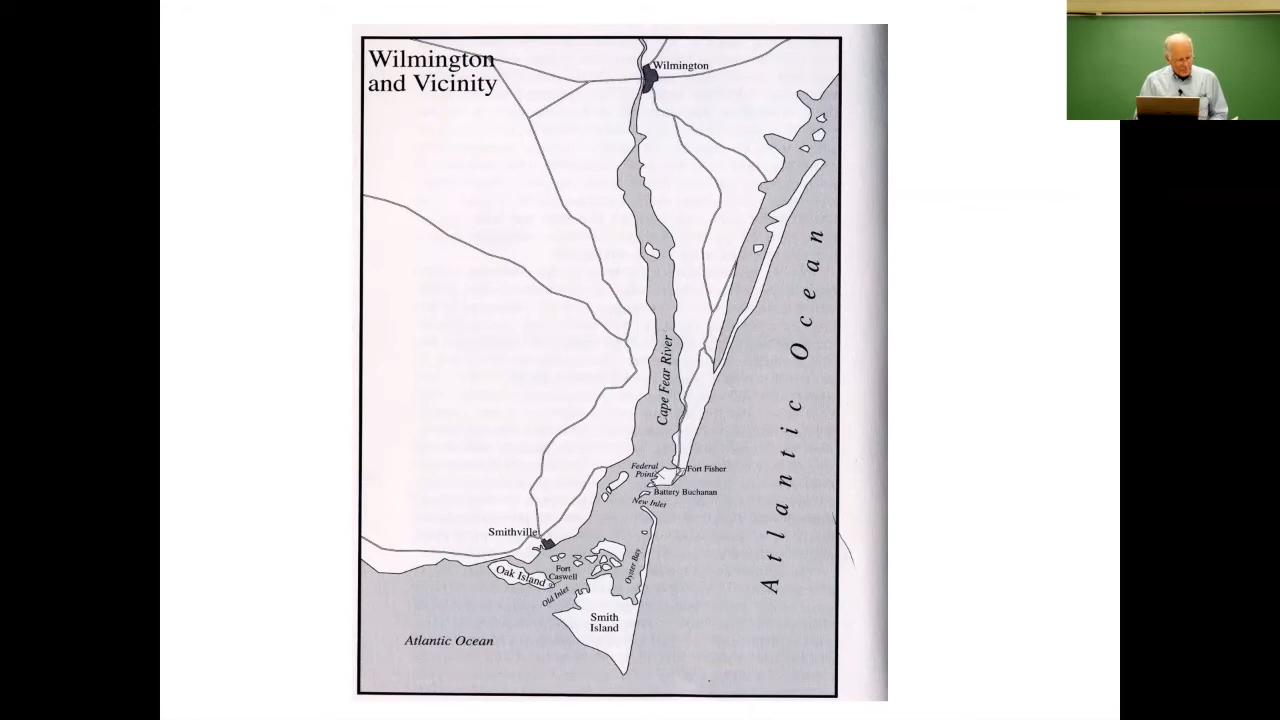 Wilmington
and Vicinity
Wilmington
Atlantic Ocean
Cape Fear River
Federal
Point
Fort Fisher
Battery Buchanan
New Inlet
Smithville
Oyster Bay
Fort
Caswell
Oak Island
Old Inlet
Smith
Island
Atlantic Ocean